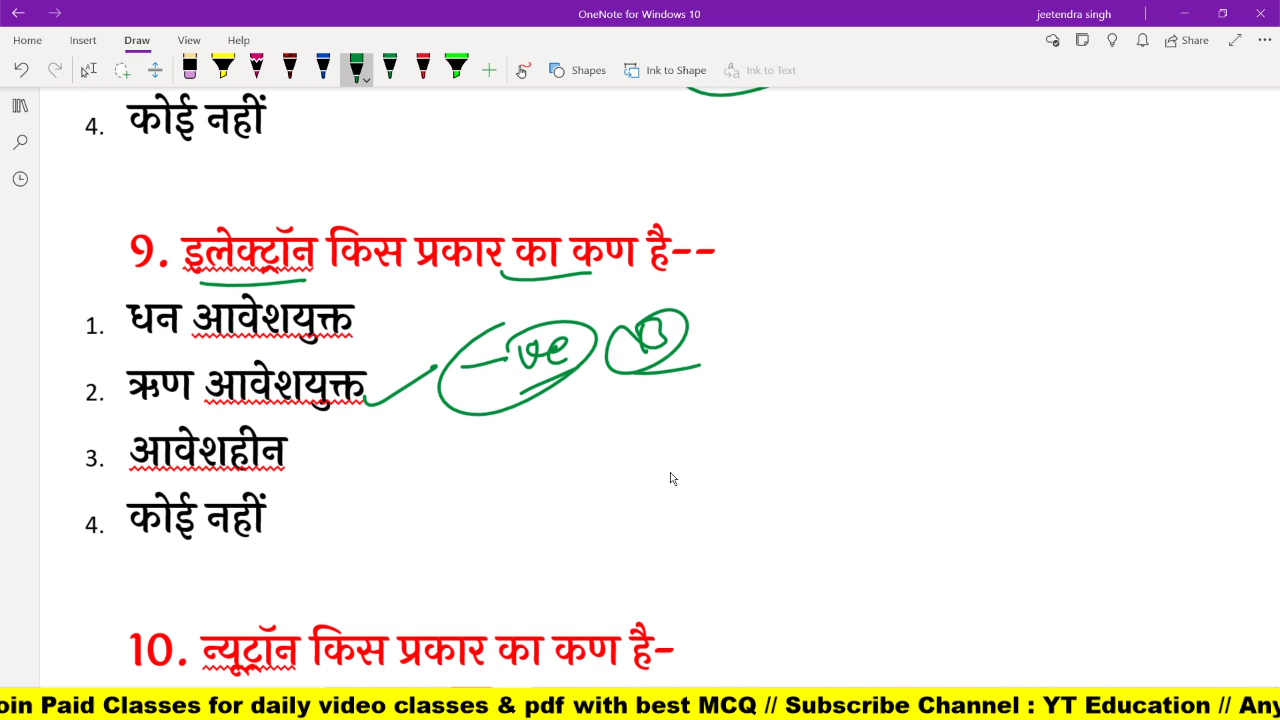 OneNote for Windows 10
jeetendra singh
Home Insert Draw View Help
Share
Shapes Ink to Shape Ink to Text
4. कोई नहीं
9. इलेक्ट्रॉन किस प्रकार का कण है--
1. धन आवेशयुक्त
2. ऋण आवेशयुक्त
-ve B
3. आवेशहीन
4. कोई नहीं
10. न्यूट्रॉन किस प्रकार का कण है-
oin Paid Classes for daily video classes & pdf with best MCQ // Subscribe Channel : YT Education // Any